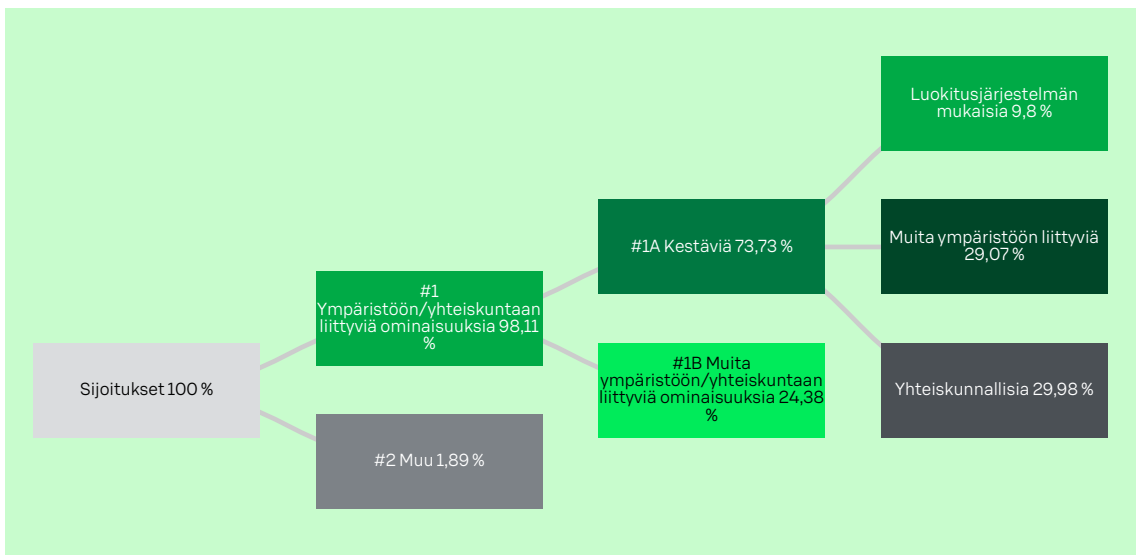 Luokitusjärjestelmän
mukaisia 9,8 %
#1A Kestäviä 73,73 %
Muita ympäristöön liittyviä
29,07 %
#1
Ympäristöön/yhteiskuntaan
liittyviä ominaisuuksia 98,11
%
Sijoitukset 100 %
#1B Muita
ympäristöön/yhteiskuntaan
liittyviä ominaisuuksia 24,38
%
Yhteiskunnallisia 29,98 %
#2 Muu 1,89 %